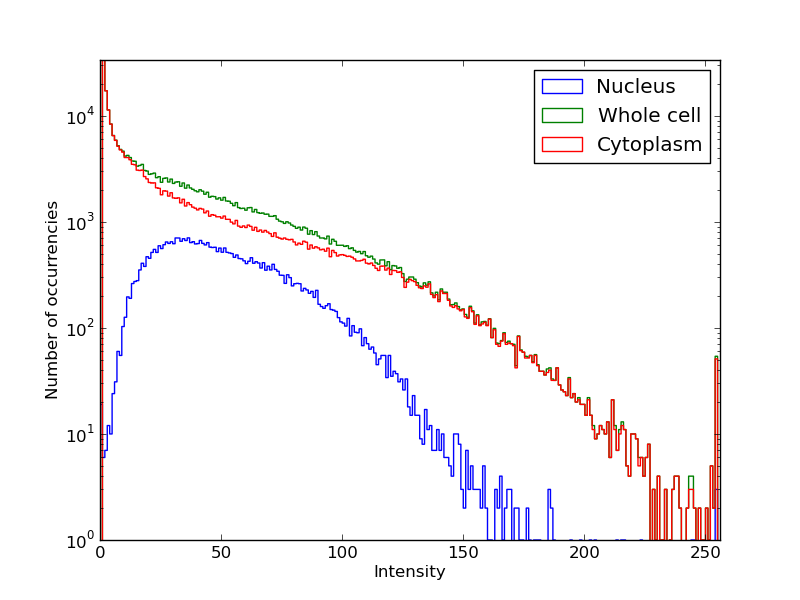 Nucleus
Whole cell
Cytoplasm
Number of occurrencies
10^4
10^3
10^2
10^1
10^0
0 50 100 150 200 250
Intensity